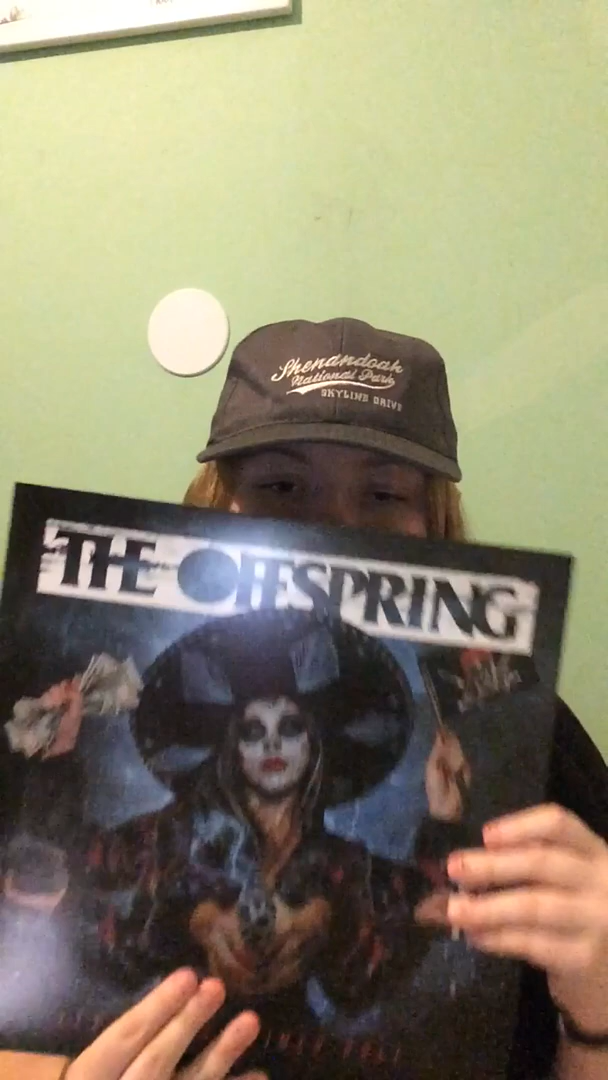 Shenandoah
National Park
SKYLINE DRIVE
THE OFFSPRING